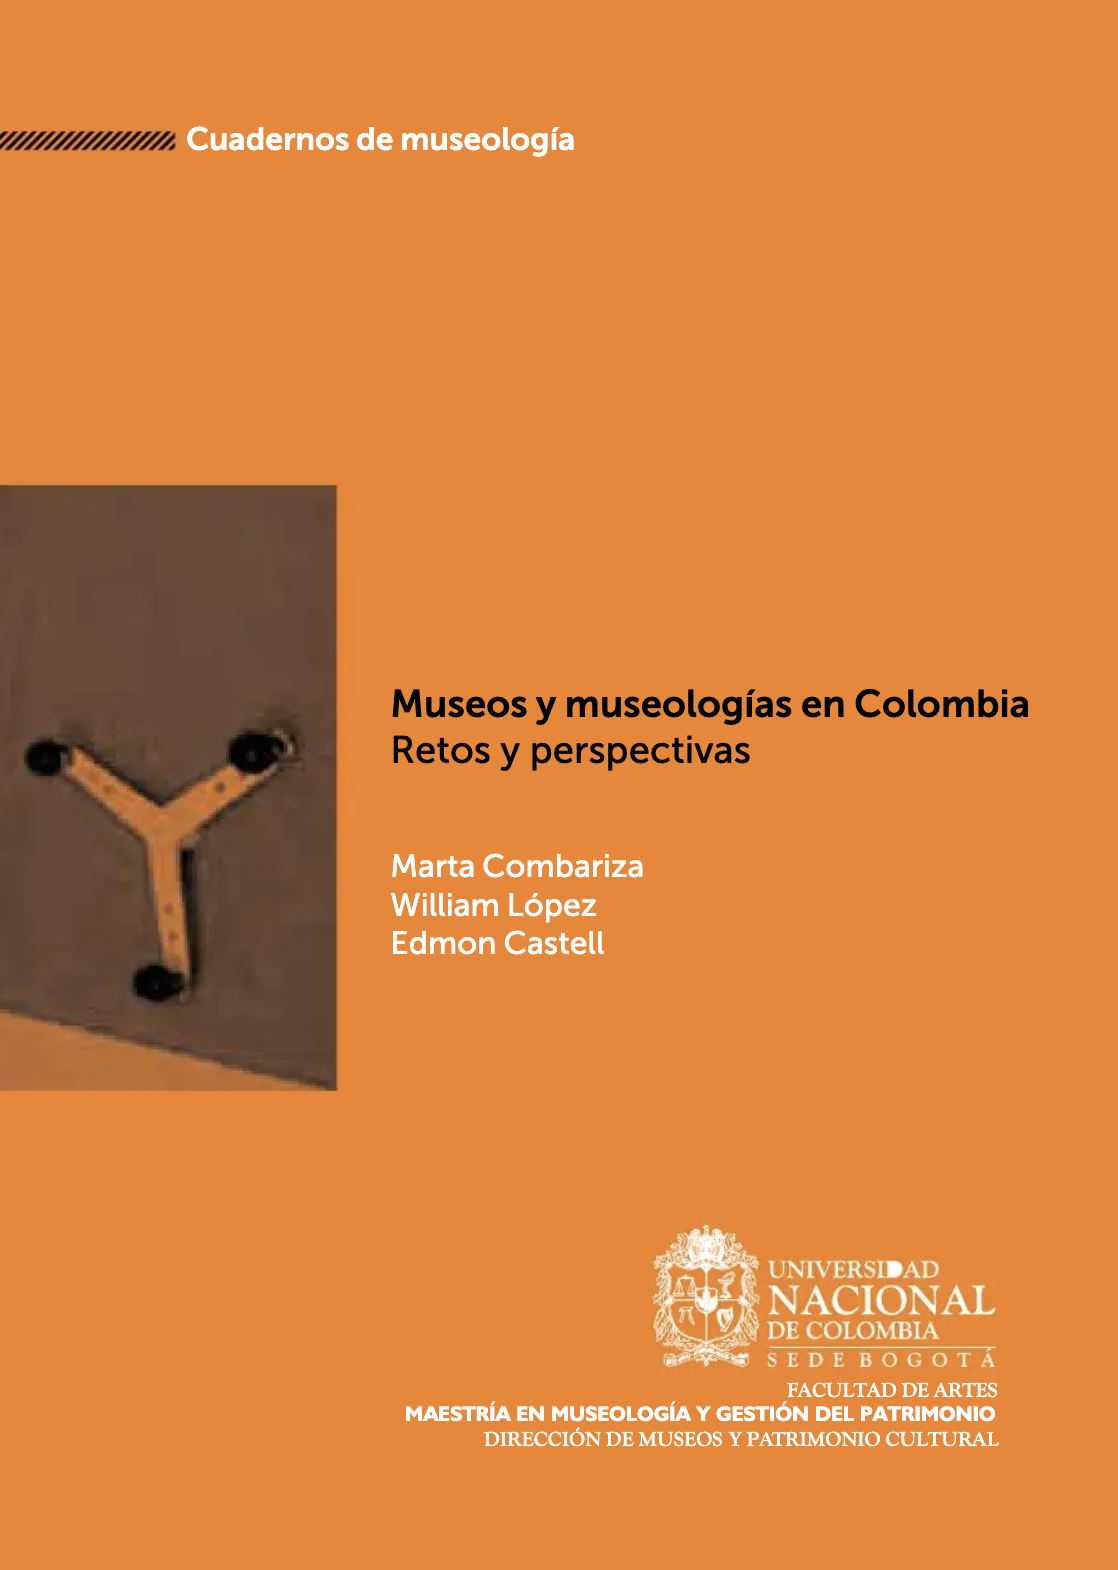 Cuadernos de museología
Museos y museologías en Colombia
Retos y perspectivas
Marta Combariza
William López
Edmon Castell
UNIVERSIDAD
NACIONAL
DE COLOMBIA
SEDE BOGOTÁ
FACULTAD DE ARTES
MAESTRÍA EN MUSEOLOGÍA Y GESTIÓN DEL PATRIMONIO
DIRECCIÓN DE MUSEOS Y PATRIMONIO CULTURAL